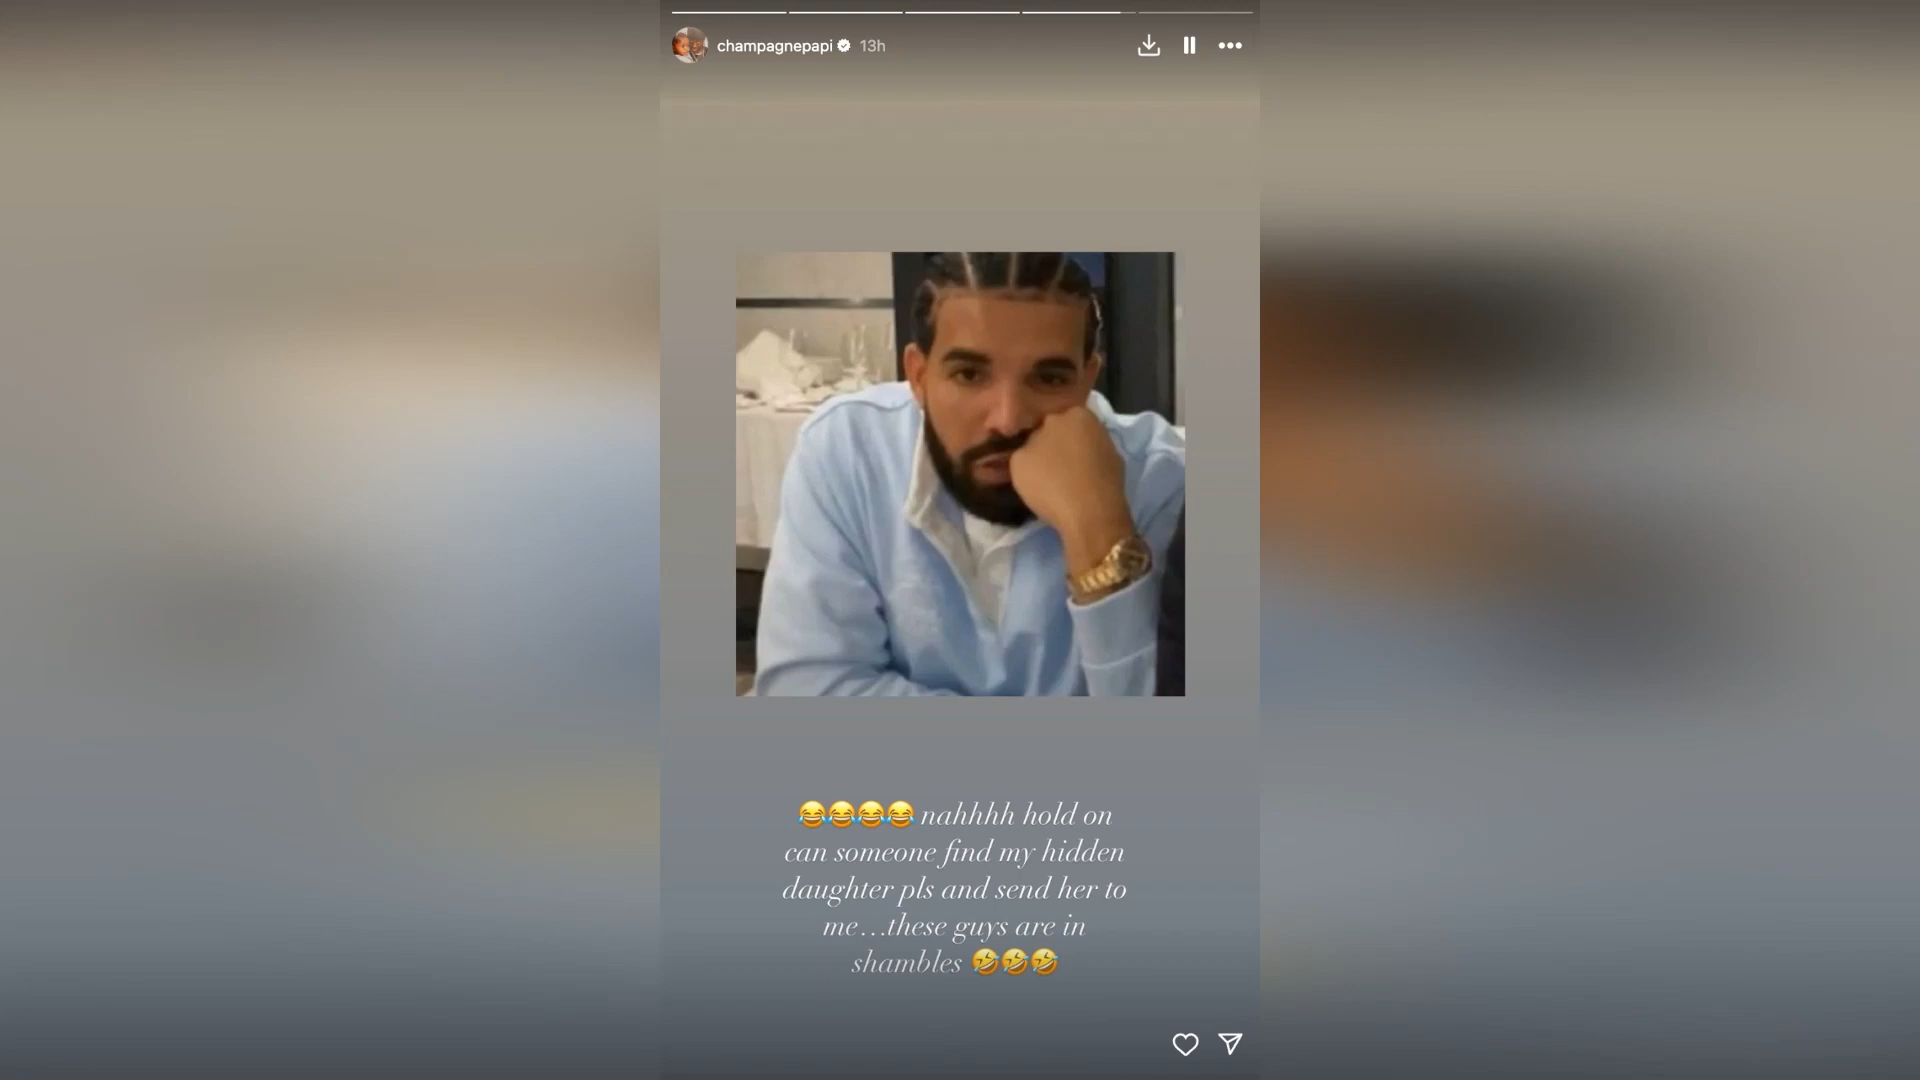 champagnepapi 13h
😂😂😂😂 nahhhh hold on
can someone find my hidden
daughter pls and send her to
me...these guys are in
shambles 🤣🤣🤣